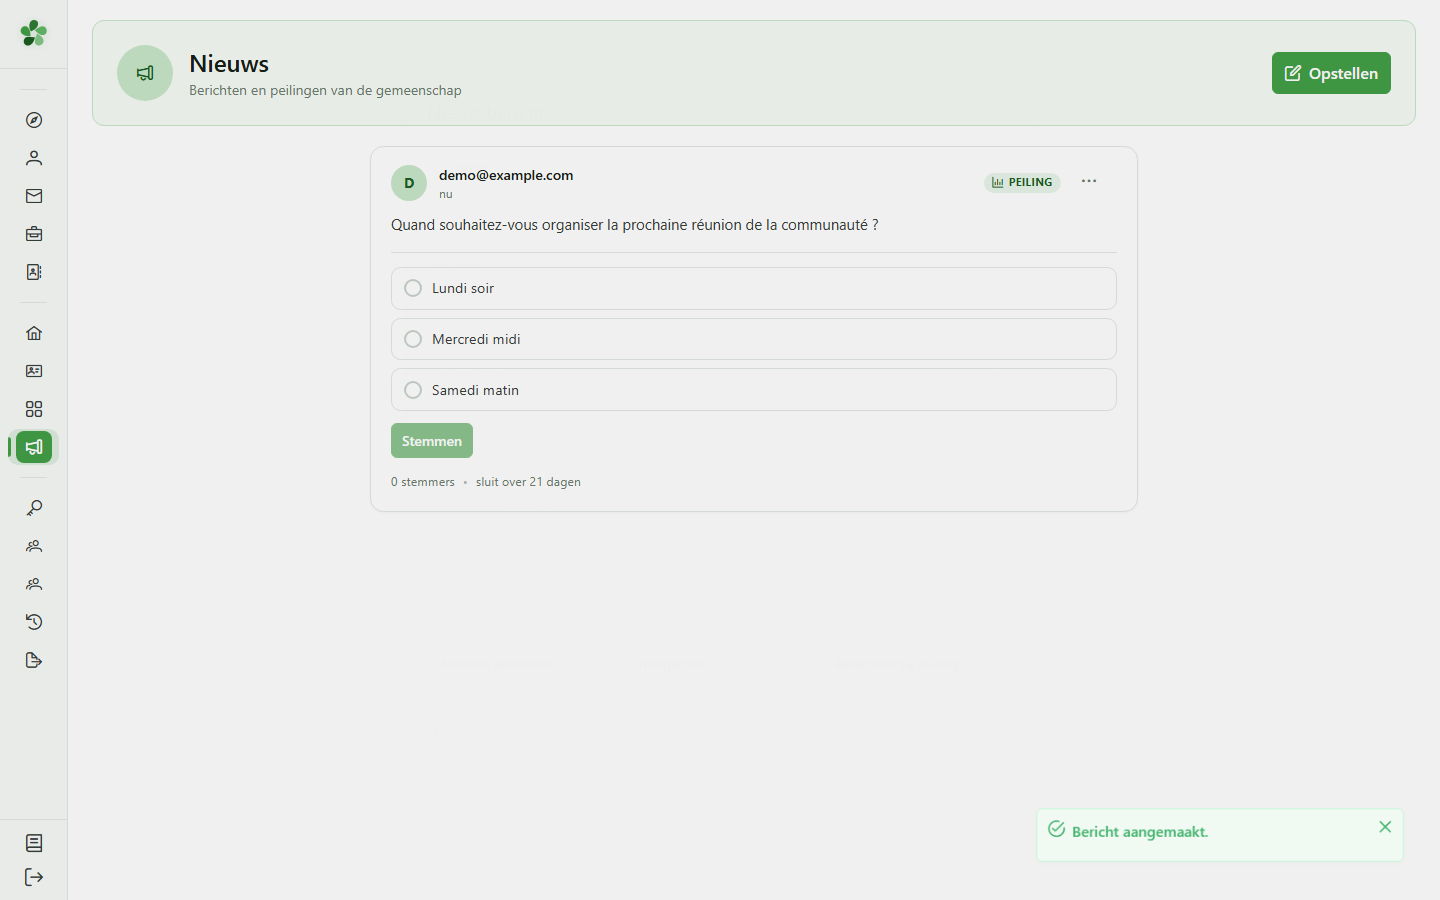 Nieuws
Berichten en peilingen van de gemeenschap
Opstellen
D
demo@example.com
nu
PEILING
Quand souhaitez-vous organiser la prochaine réunion de la communauté ?
Lundi soir
Mercredi midi
Samedi matin
Stemmen
0 stemmers • sluit over 21 dagen
Bericht aangemaakt.